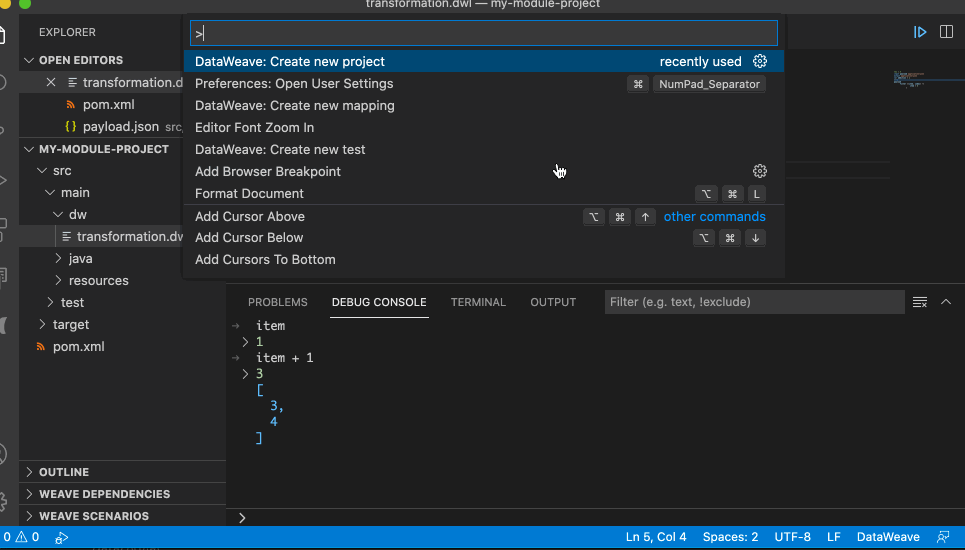 transformation.dwl — my-module-project
EXPLORER
OPEN EDITORS
transformation.d
pom.xml
{} payload.json src
MY-MODULE-PROJECT
src
main
dw
transformation.dw
java
resources
test
target
pom.xml
OUTLINE
WEAVE DEPENDENCIES
WEAVE SCENARIOS
>
DataWeave: Create new project recently used
Preferences: Open User Settings ⌘ NumPad_Separator
DataWeave: Create new mapping
Editor Font Zoom In
DataWeave: Create new test
Add Browser Breakpoint
Format Document ⌥ ⌘ L
Add Cursor Above ⌥ ⌘ ↑ other commands
Add Cursor Below ⌥ ⌘ ↓
Add Cursors To Bottom
PROBLEMS DEBUG CONSOLE TERMINAL OUTPUT Filter (e.g. text, !exclude)
→ item
> 1
→ item + 1
> 3
[
3,
4
]
>
0 0 Ln 5, Col 4 Spaces: 2 UTF-8 LF DataWeave